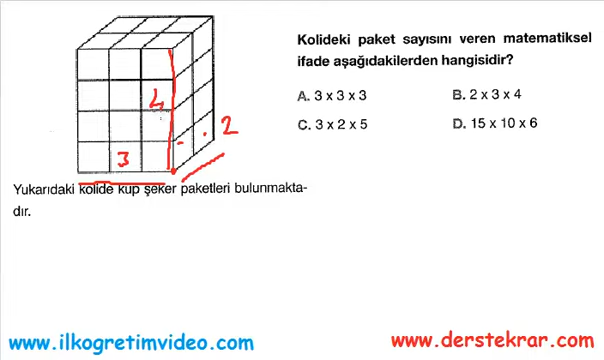 Kolideki paket sayısını veren matematiksel
ifade aşağıdakilerden hangisidir?
A. 3 x 3 x 3
B. 2 x 3 x 4
C. 3 x 2 x 5
D. 15 x 10 x 6
4
2
3
Yukarıdaki kolide küp şeker paketleri bulunmakta-
dır.
www.ilkogretimvideo.com
www.derstekrar.com